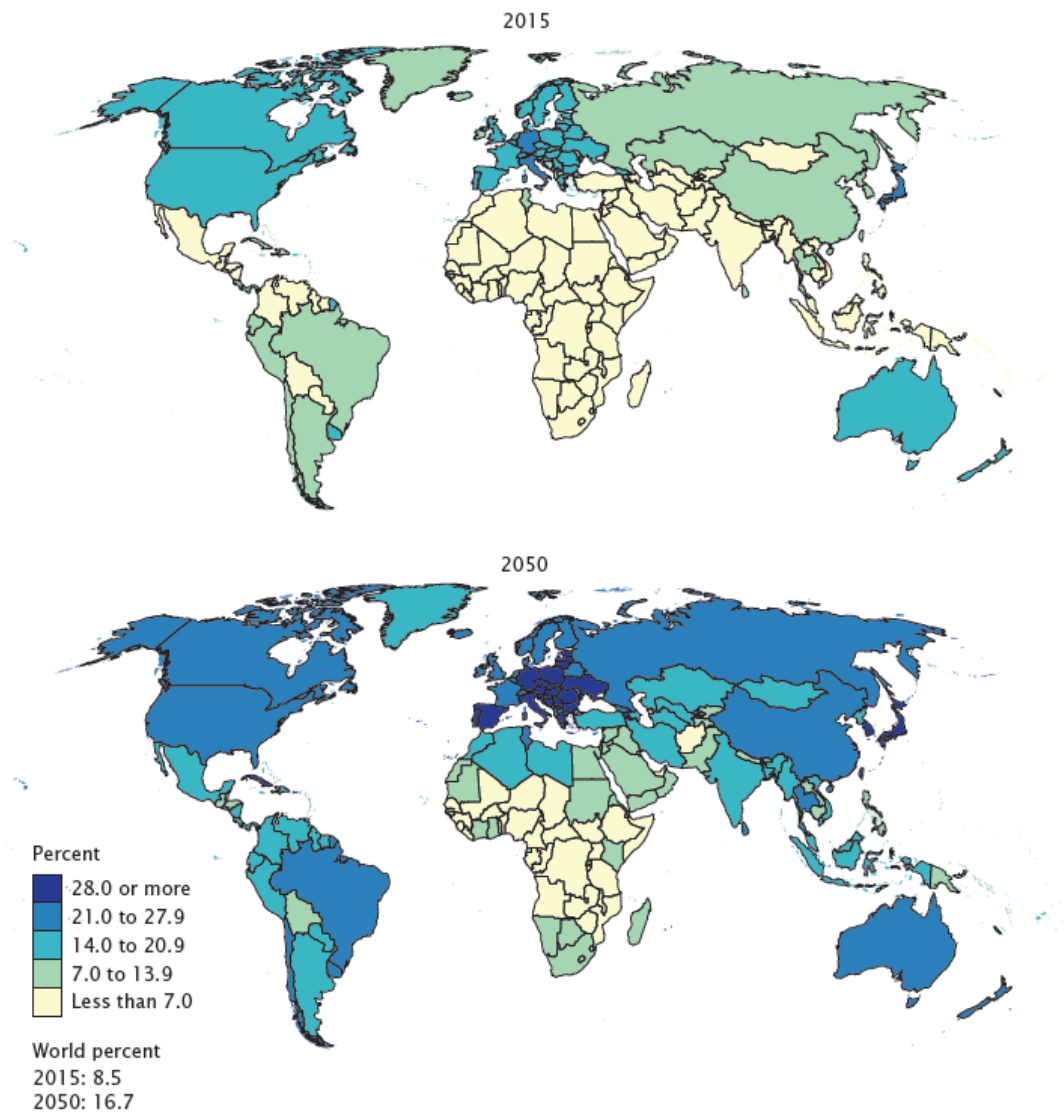 2015
2050
Percent
28.0 or more
21.0 to 27.9
14.0 to 20.9
7.0 to 13.9
Less than 7.0
World percent
2015: 8.5
2050: 16.7